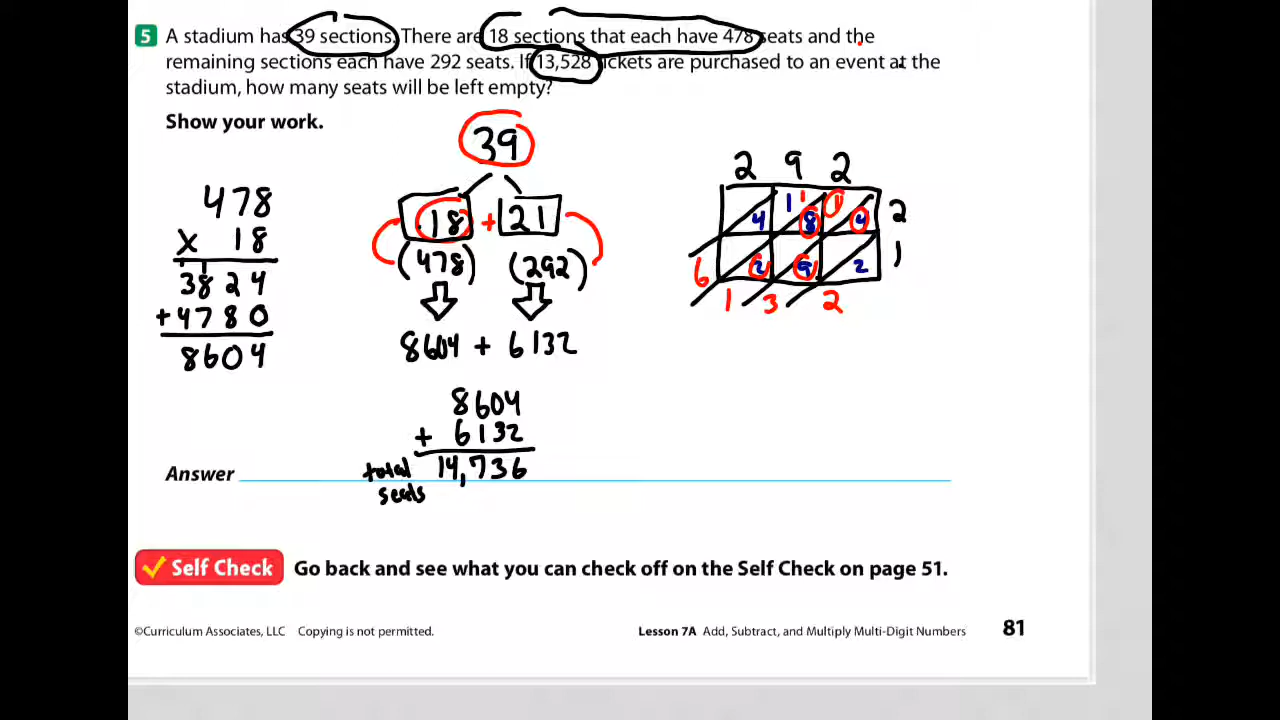 5 A stadium has 39 sections. There are 18 sections that each have 478 seats and the
remaining sections each have 292 seats. If 13,528 tickets are purchased to an event at the
stadium, how many seats will be left empty?
Show your work.
39
18 + 21
(478) (292)
8604 + 6132
8604
+ 6132
total 14,736
seats
478
x 18
3824
+4780
8604
2 9 2
4 1 8 1 1 4 2
2 9 2 1
6
1 3 2
Answer
Self Check Go back and see what you can check off on the Self Check on page 51.
©Curriculum Associates, LLC Copying is not permitted. Lesson 7A Add, Subtract, and Multiply Multi-Digit Numbers 81